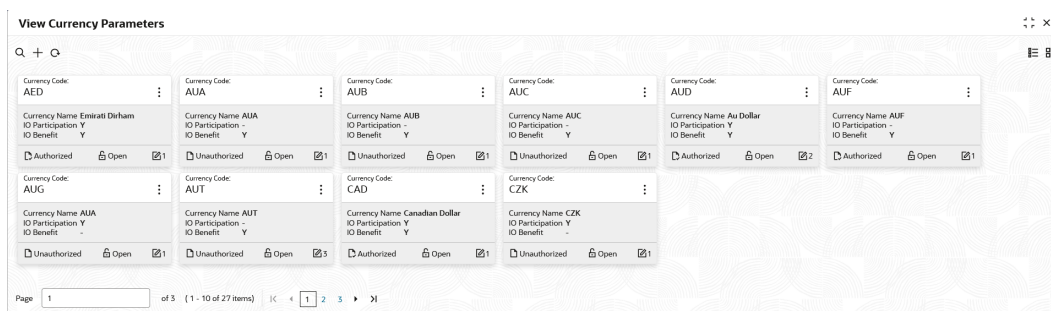 View Currency Parameters
Currency Code:
AED
Currency Name Emirati Dirham
IO Participation Y
IO Benefit Y
Authorized Open 1
Currency Code:
AUA
Currency Name AUA
IO Participation -
IO Benefit Y
Unauthorized Open 1
Currency Code:
AUB
Currency Name AUB
IO Participation -
IO Benefit Y
Unauthorized Open 1
Currency Code:
AUC
Currency Name AUC
IO Participation -
IO Benefit Y
Unauthorized Open 1
Currency Code:
AUD
Currency Name Au Dollar
IO Participation Y
IO Benefit Y
Authorized Open 2
Currency Code:
AUF
Currency Name AUF
IO Participation Y
IO Benefit Y
Authorized Open 1
Currency Code:
AUG
Currency Name AUA
IO Participation Y
IO Benefit -
Unauthorized Open 1
Currency Code:
AUT
Currency Name AUT
IO Participation -
IO Benefit Y
Unauthorized Open 3
Currency Code:
CAD
Currency Name Canadian Dollar
IO Participation Y
IO Benefit Y
Authorized Open 1
Currency Code:
CZK
Currency Name CZK
IO Participation Y
IO Benefit -
Unauthorized Open 1
Page 1 of 3 (1 - 10 of 27 items) 1 2 3